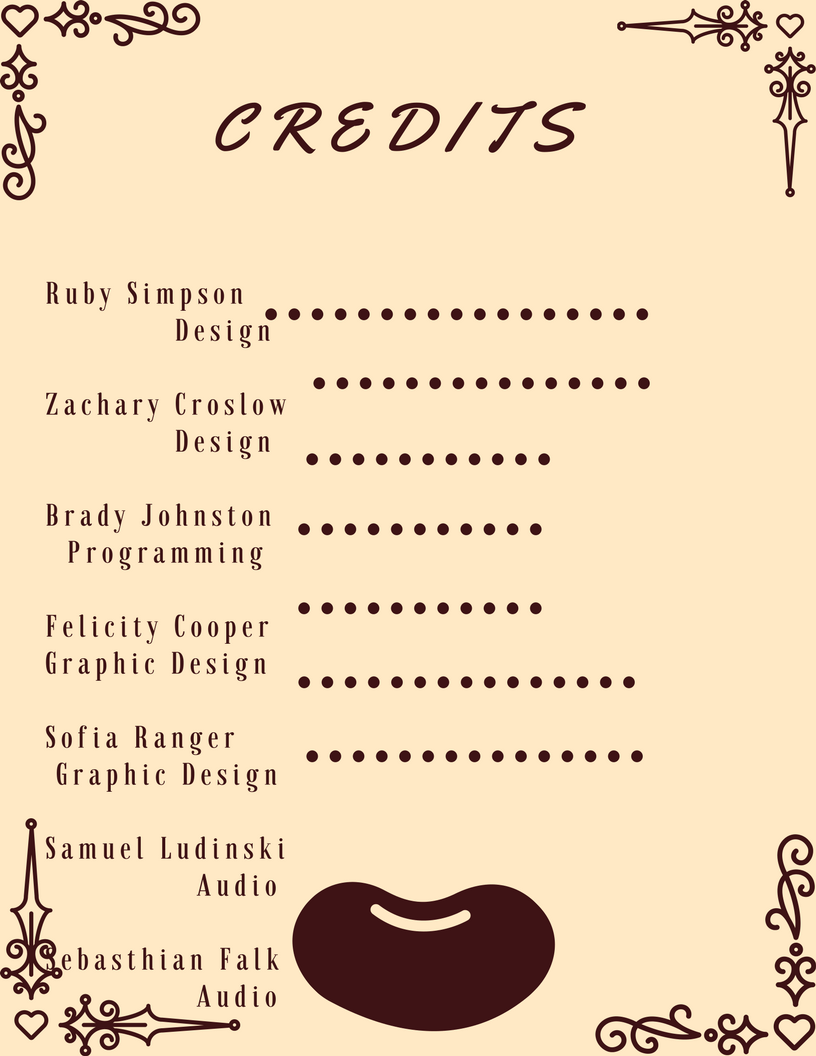 CREDITS
Ruby Simpson
Design
Zachary Croslow
Design
Brady Johnston
Programming
Felicity Cooper
Graphic Design
Sofia Ranger
Graphic Design
Samuel Ludinski
Audio
Sebasthian Falk
Audio